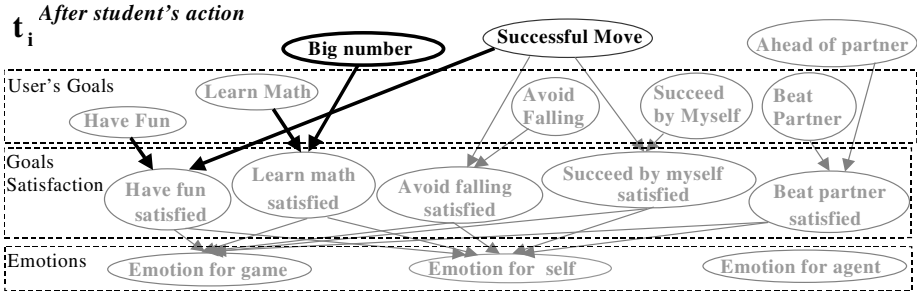 t i After student's action
Big number
Successful Move
Ahead of partner
User's Goals
Learn Math
Have Fun
Avoid
Falling
Succeed
by Myself
Beat
Partner
Goals
Satisfaction
Have fun
satisfied
Learn math
satisfied
Avoid falling
satisfied
Succeed by myself
satisfied
Beat partner
satisfied
Emotions
Emotion for game
Emotion for self
Emotion for agent